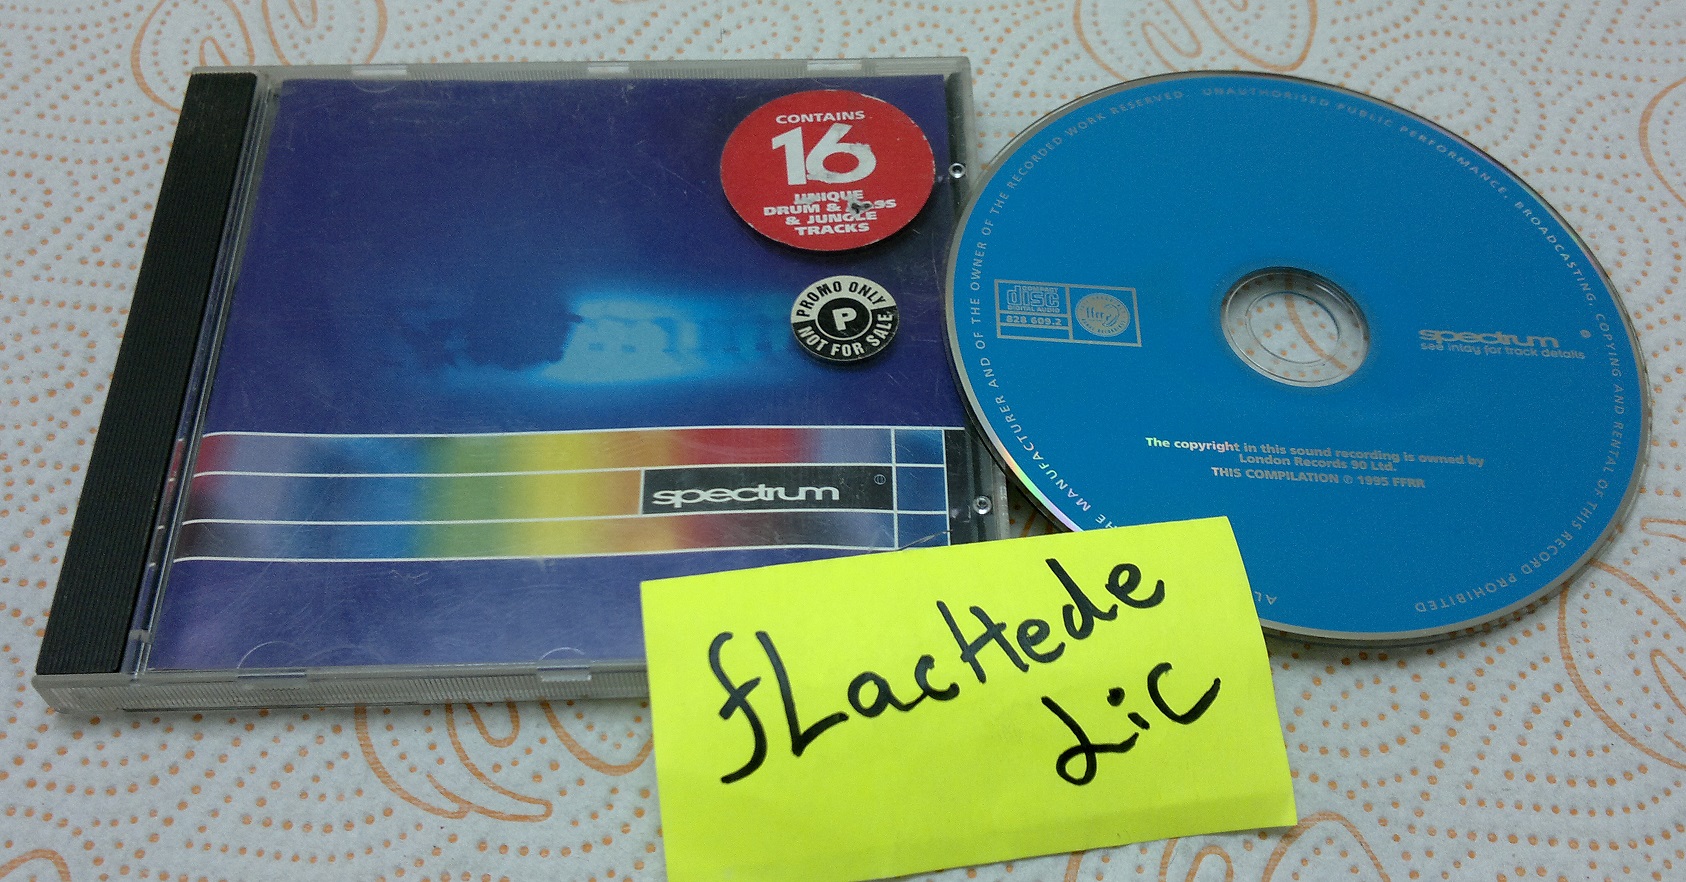 CONTAINS
16
UNIQUE
DRUM & BASS
& JUNGLE
TRACKS
PROMO ONLY
P
NOT FOR SALE.
spectrum
COMPACT
disc
DIGITAL AUDIO
828 609.2
ffrr
spectrum
see inlay for track details
The copyright in this sound recording is owned by
London Records 90 Ltd.
THIS COMPILATION ℗ 1995 FFRR
HE MANUFACTURER AND OF THE OWNER OF THE RECORDED WORK RESERVED. UNAUTHORISED PUBLIC PERFORMANCE, BROADCASTING, COPYING AND RENTAL OF THIS RECORD PROHIBITED
AL
fLacHede
LiC